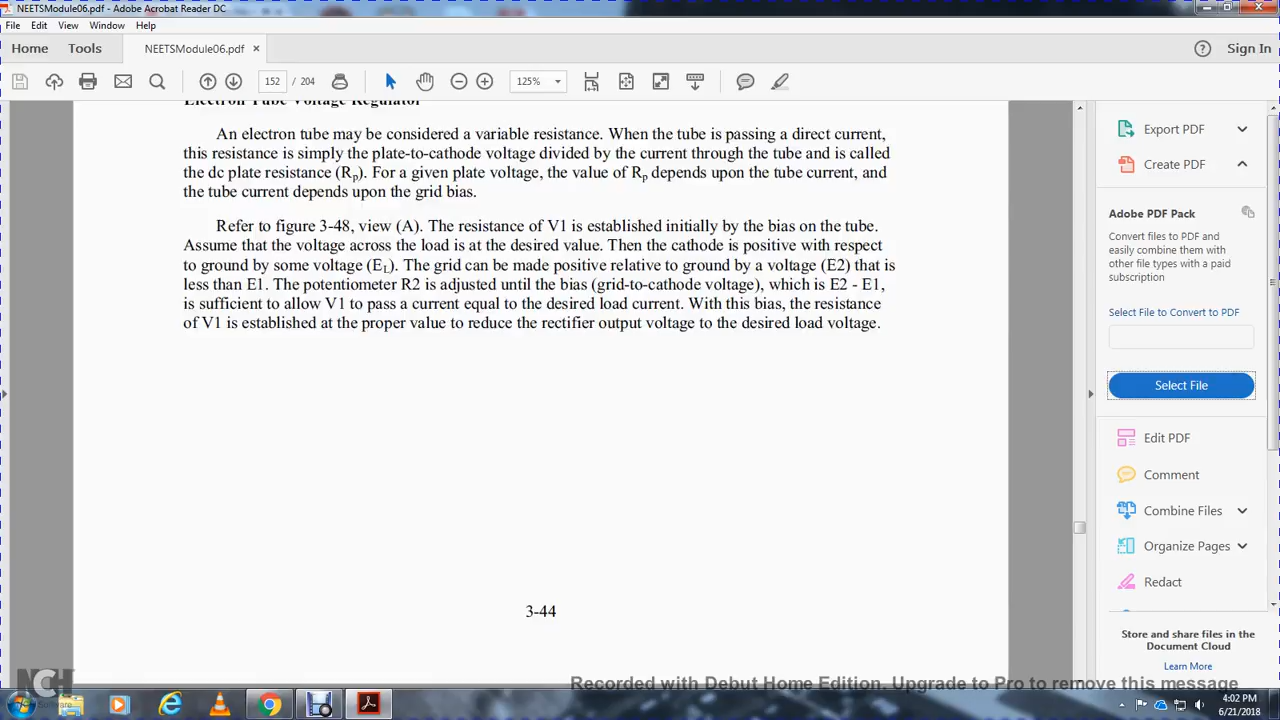 NEETSModule06.pdf - Adobe Acrobat Reader DC
File Edit View Window Help
Home Tools NEETSModule06.pdf × ? Sign In
152 / 204 125%
Electron Tube Voltage Regulator
An electron tube may be considered a variable resistance. When the tube is passing a direct current,
this resistance is simply the plate-to-cathode voltage divided by the current through the tube and is called
the dc plate resistance (Rp). For a given plate voltage, the value of Rp depends upon the tube current, and
the tube current depends upon the grid bias.
Refer to figure 3-48, view (A). The resistance of V1 is established initially by the bias on the tube.
Assume that the voltage across the load is at the desired value. Then the cathode is positive with respect
to ground by some voltage (EL). The grid can be made positive relative to ground by a voltage (E2) that is
less than E1. The potentiometer R2 is adjusted until the bias (grid-to-cathode voltage), which is E2 - E1,
is sufficient to allow V1 to pass a current equal to the desired load current. With this bias, the resistance
of V1 is established at the proper value to reduce the rectifier output voltage to the desired load voltage.
3-44
Export PDF
Create PDF
Adobe PDF Pack
Convert files to PDF and
easily combine them with
other file types with a paid
subscription
Select File to Convert to PDF
Select File
Edit PDF
Comment
Combine Files
Organize Pages
Redact
Store and share files in the
Document Cloud
Learn More
NCH
Software
Recorded with Debut Home Edition. Upgrade to Pro to remove this message
4:02 PM
6/21/2018